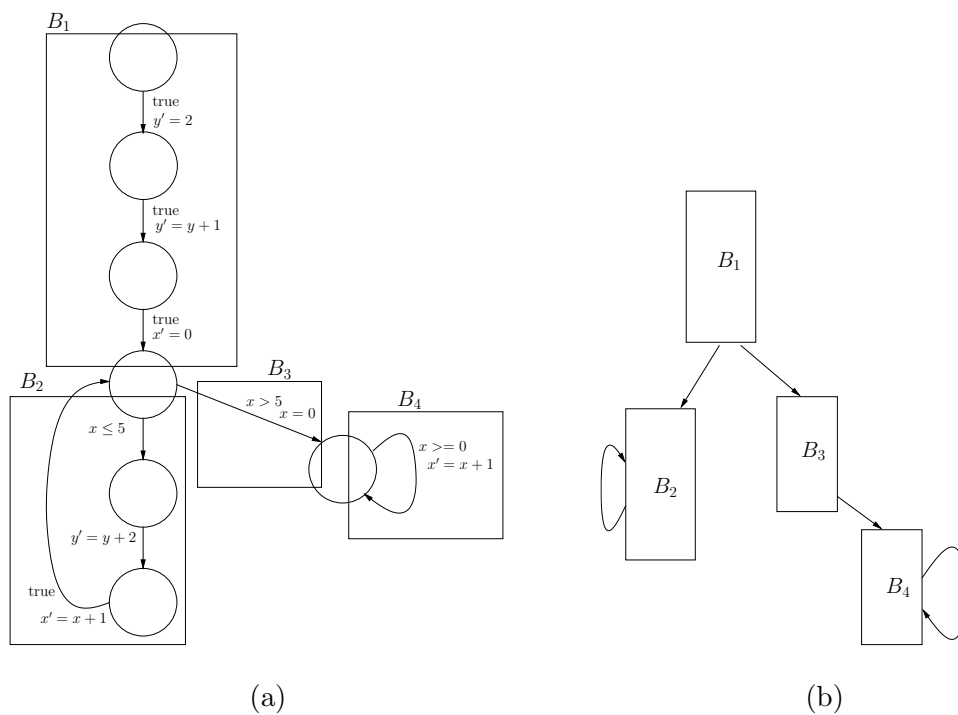 B₁
true
y′ = 2
true
y′ = y + 1
true
x′ = 0
B₂
B₃
x > 5
x = 0
B₄
x ≤ 5
x >= 0
x′ = x + 1
y′ = y + 2
true
x′ = x + 1
(a)
B₁
B₂
B₃
B₄
(b)